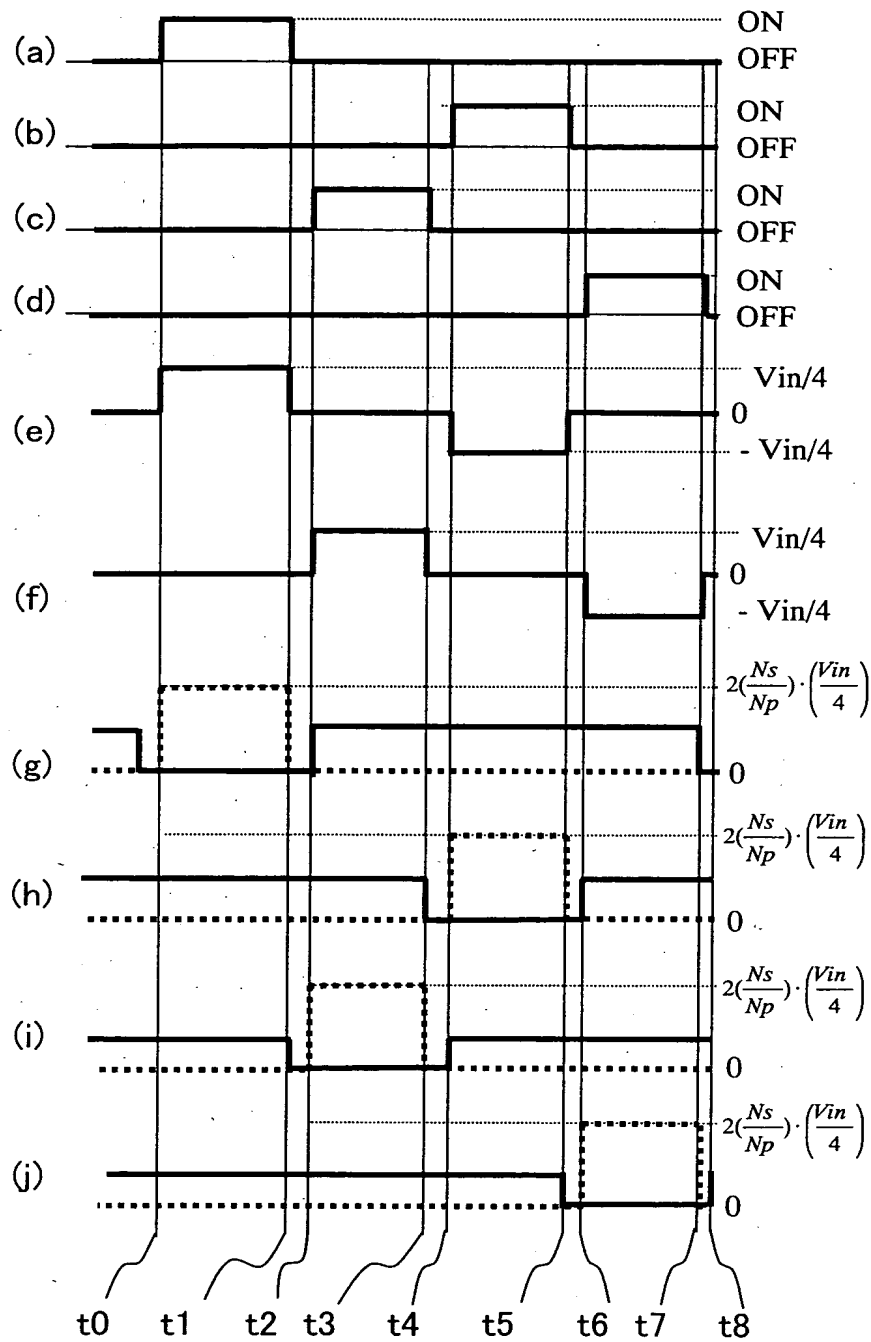 ON
(a)
OFF
ON
(b)
OFF
ON
(c)
OFF
ON
(d)
OFF
Vin/4
0
(e)
- Vin/4
Vin/4
0
(f)
- Vin/4
2(Ns/Np)·(Vin/4)
(g)
0
2(Ns/Np)·(Vin/4)
(h)
0
2(Ns/Np)·(Vin/4)
(i)
0
2(Ns/Np)·(Vin/4)
(j)
0
t0 t1 t2 t3 t4 t5 t6 t7 t8